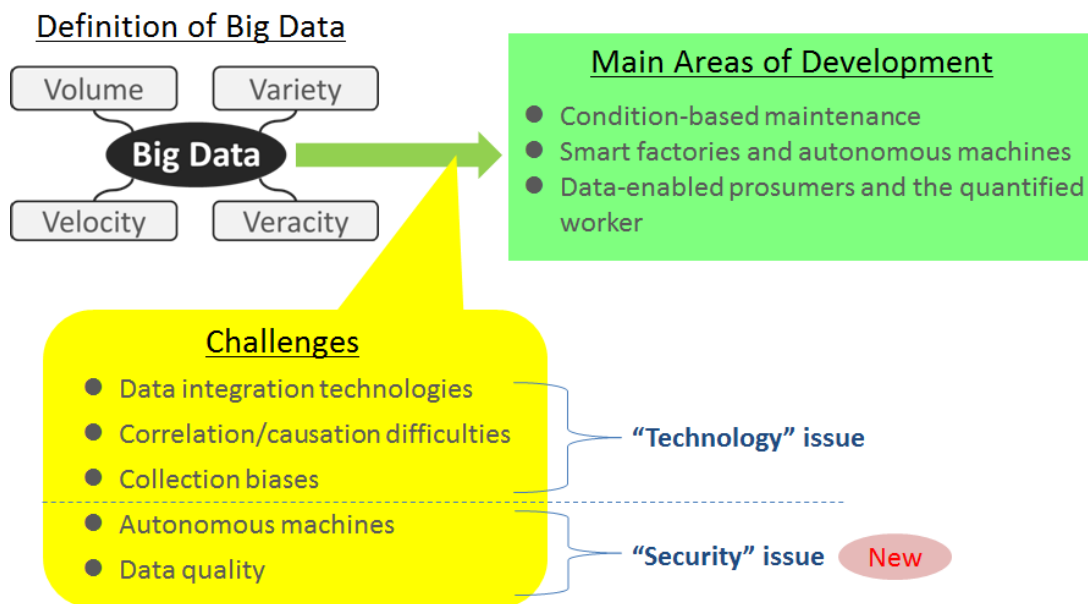 Definition of Big Data
Volume
Variety
Big Data
Velocity
Veracity
Main Areas of Development
● Condition-based maintenance
● Smart factories and autonomous machines
● Data-enabled prosumers and the quantified
worker
Challenges
● Data integration technologies
● Correlation/causation difficulties
● Collection biases
“Technology” issue
● Autonomous machines
● Data quality
“Security” issue
New